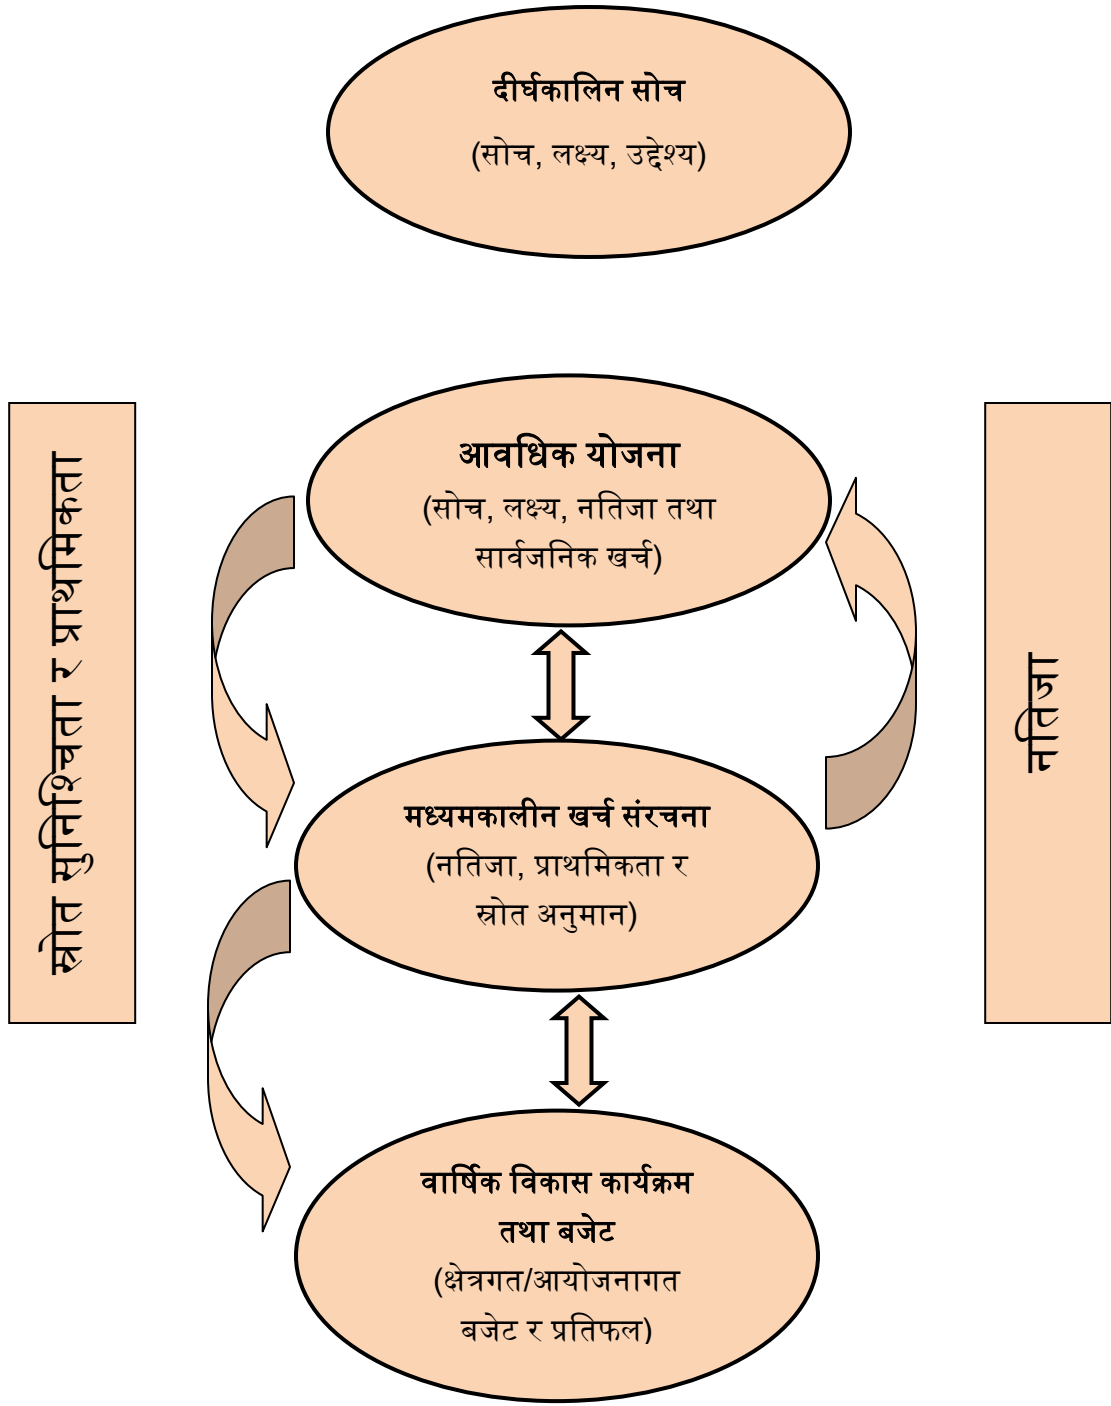 दीर्घकालिन सोच
(सोच, लक्ष्य, उद्देश्य)
आवधिक योजना
(सोच, लक्ष्य, नतिजा तथा
सार्वजनिक खर्च)
स्रोत सुनिश्चिता र प्राथमिकता
नतिजा
मध्यमकालीन खर्च संरचना
(नतिजा, प्राथमिकता र
स्रोत अनुमान)
वार्षिक विकास कार्यक्रम
तथा बजेट
(क्षेत्रगत/आयोजनागत
बजेट र प्रतिफल)